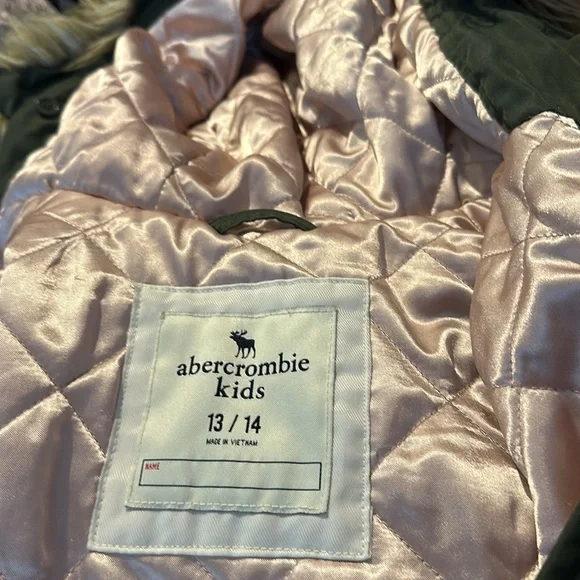 abercrombie
kids
13 / 14
MADE IN VIETNAM
NAME